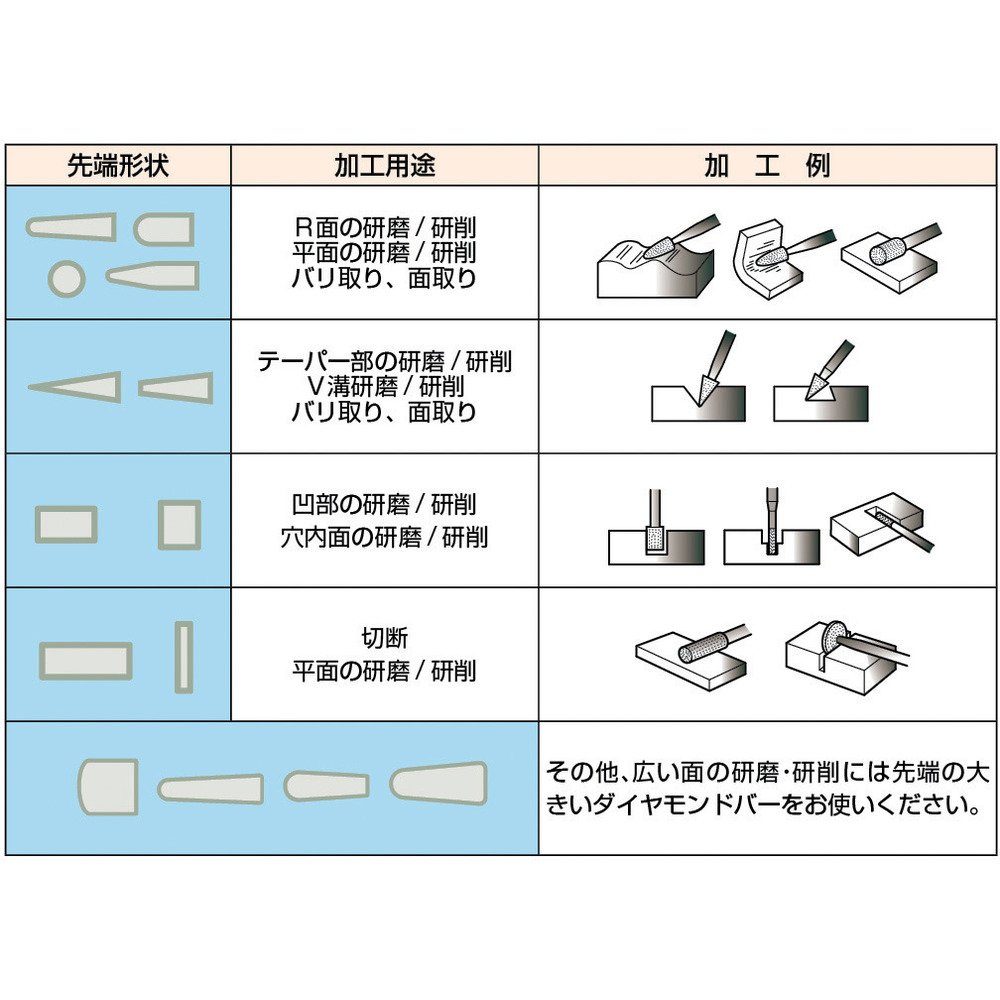 先端形状
加工用途
加工例
R面の研磨/研削
平面の研磨/研削
バリ取り、面取り
テーパー部の研磨/研削
V溝研磨/研削
バリ取り、面取り
凹部の研磨/研削
穴内面の研磨/研削
切断
平面の研磨/研削
その他、広い面の研磨・研削には先端の大
きいダイヤモンドバーをお使いください。